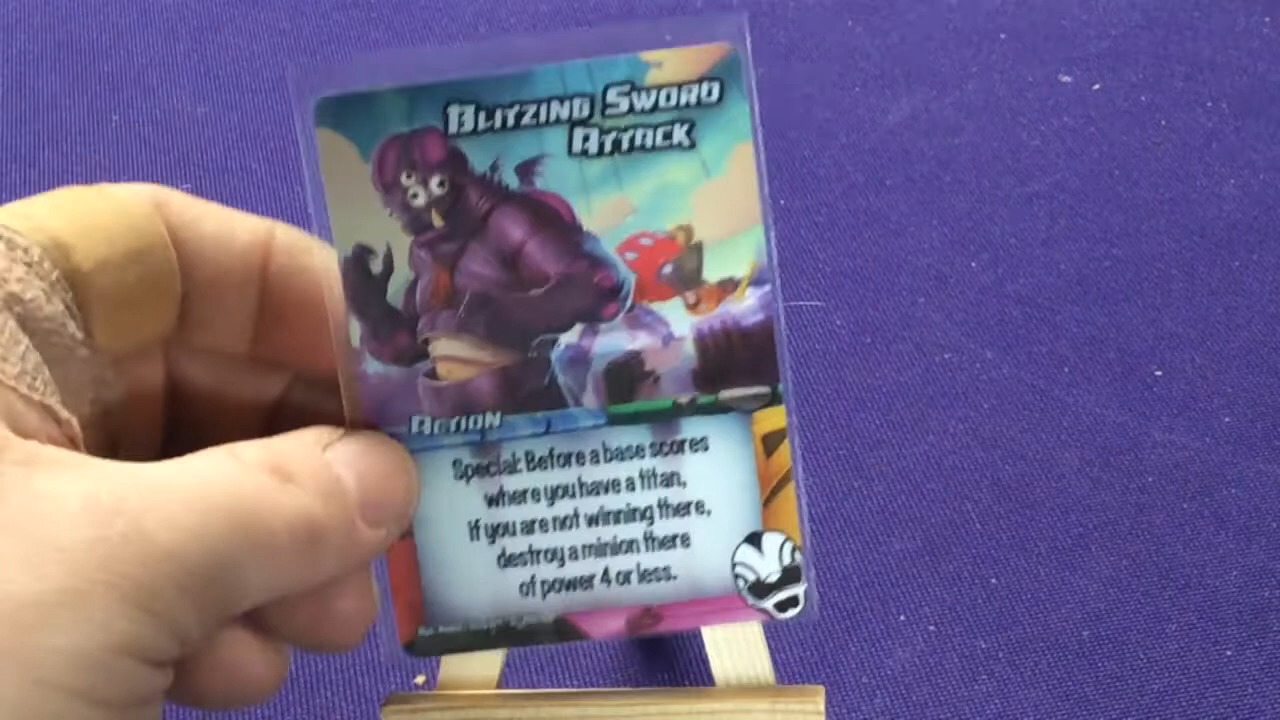 Blitzing Sword
Attack
Action
Special: Before a base scores
where you have a titan,
if you are not winning there,
destroy a minion there
of power 4 or less.